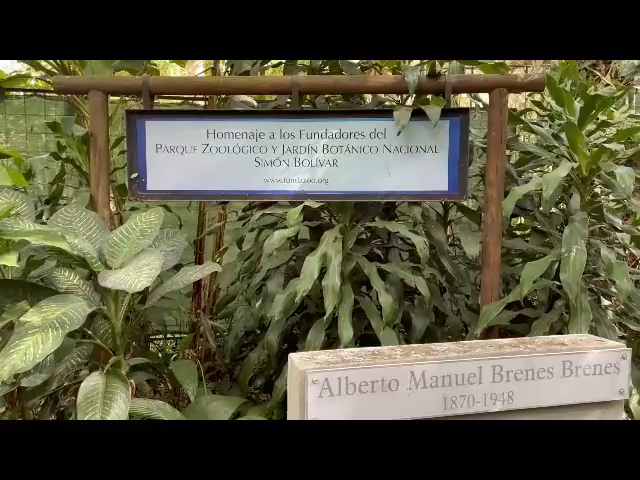 Homenaje a los Fundadores del
Parque Zoológico y Jardín Botánico Nacional
Simón Bolívar
www.fundazoo.org
Alberto Manuel Brenes Brenes
1870-1948